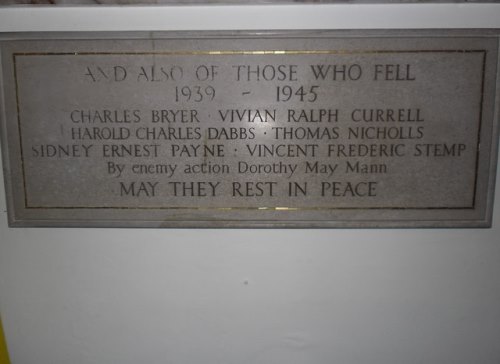 AND ALSO OF THOSE WHO FELL
1939 - 1945
CHARLES BRYER · VIVIAN RALPH CURRELL
HAROLD CHARLES DABBS · THOMAS NICHOLLS
SIDNEY ERNEST PAYNE · VINCENT FREDERIC STEMP
By enemy action Dorothy May Mann
MAY THEY REST IN PEACE